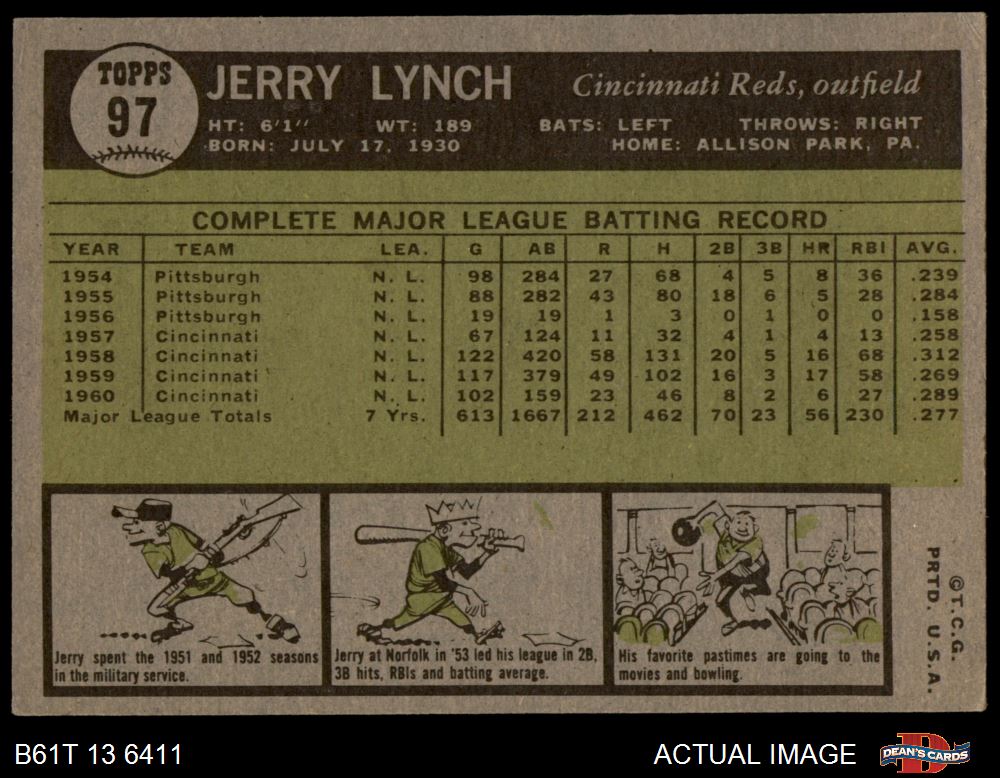 TOPPS
97
JERRY LYNCH
Cincinnati Reds, outfield
HT: 6'1" WT: 189 BATS: LEFT THROWS: RIGHT
BORN: JULY 17, 1930 HOME: ALLISON PARK, PA.
COMPLETE MAJOR LEAGUE BATTING RECORD
YEAR TEAM LEA. G AB R H 2B 3B HR RBI AVG.
1954 Pittsburgh N. L. 98 284 27 68 4 5 8 36 .239
1955 Pittsburgh N. L. 88 282 43 80 18 6 5 28 .284
1956 Pittsburgh N. L. 19 19 1 3 0 1 0 0 .158
1957 Cincinnati N. L. 67 124 11 32 4 1 4 13 .258
1958 Cincinnati N. L. 122 420 58 131 20 5 16 68 .312
1959 Cincinnati N. L. 117 379 49 102 16 3 17 58 .269
1960 Cincinnati N. L. 102 159 23 46 8 2 6 27 .289
Major League Totals 7 Yrs. 613 1667 212 462 70 23 56 230 .277
Jerry spent the 1951 and 1952 seasons
in the military service.
Jerry at Norfolk in '53 led his league in 2B,
3B hits, RBIs and batting average.
His favorite pastimes are going to the
movies and bowling.
©T.C.G.
PRTD. U.S.A.
B61T 13 6411
ACTUAL IMAGE
DEAN'S CARDS